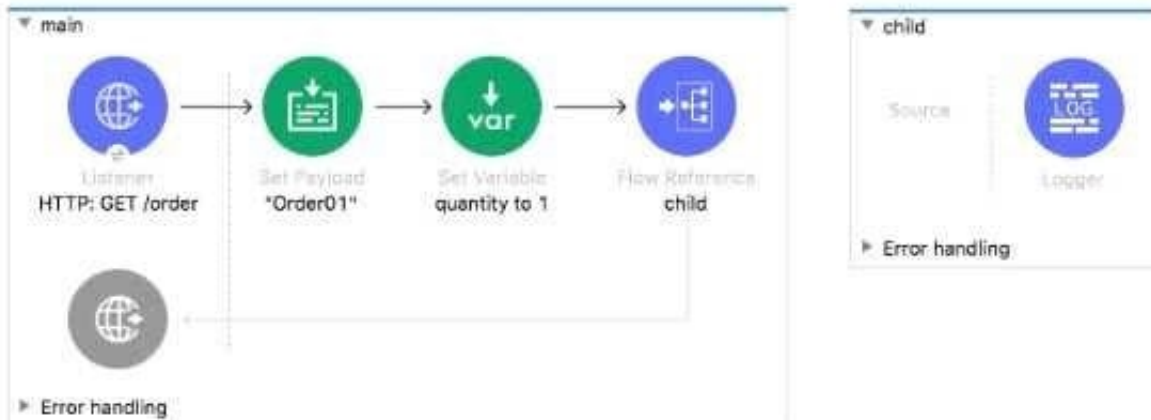 main
Listener
HTTP: GET /order
Set Payload
"Order01"
var
Set Variable
quantity to 1
Flow Reference
child
Error handling
child
Source
LOG
Logger
Error handling